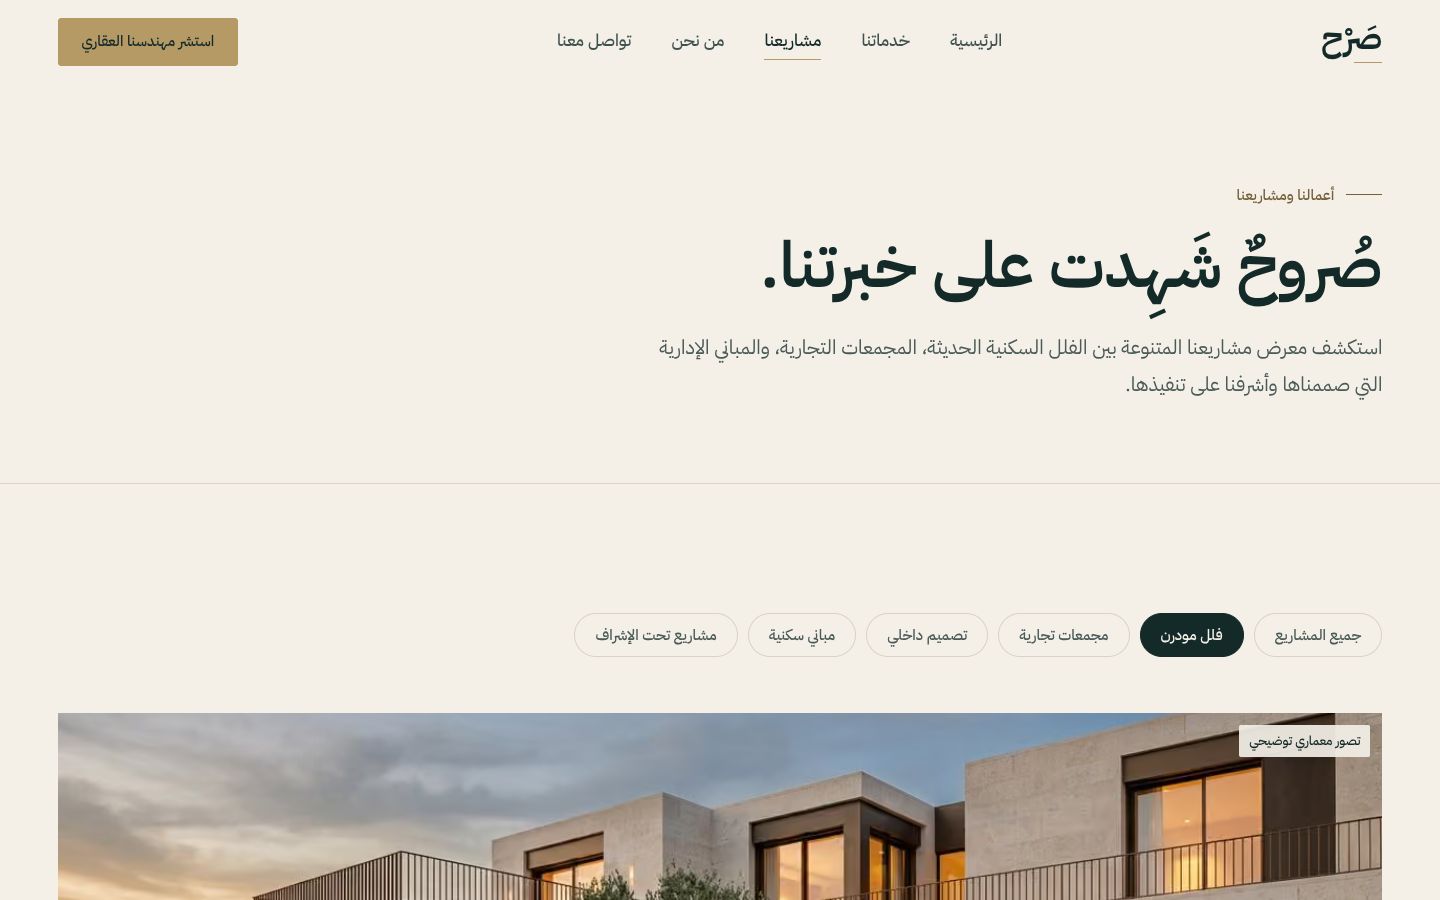 صَرْح
الرئيسية
خدماتنا
مشاريعنا
من نحن
تواصل معنا
استشر مهندسنا العقاري
أعمالنا ومشاريعنا
صُروحٌ شَهِدت على خبرتنا.
استكشف معرض مشاريعنا المتنوعة بين الفلل السكنية الحديثة، المجمعات التجارية، والمباني الإدارية
التي صممناها وأشرفنا على تنفيذها.
جميع المشاريع
فلل مودرن
مجمعات تجارية
تصميم داخلي
مباني سكنية
مشاريع تحت الإشراف
تصور معماري توضيحي